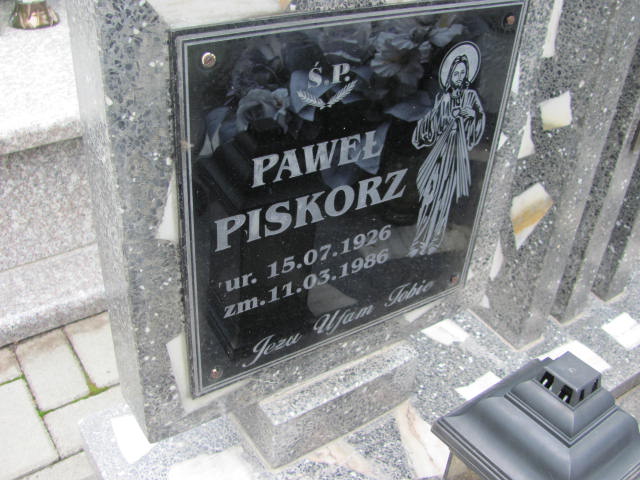 Ś.P.
PAWEŁ
PISKORZ
ur. 15.07.1926
zm. 11.03.1986
Jezu Ufam Tobie